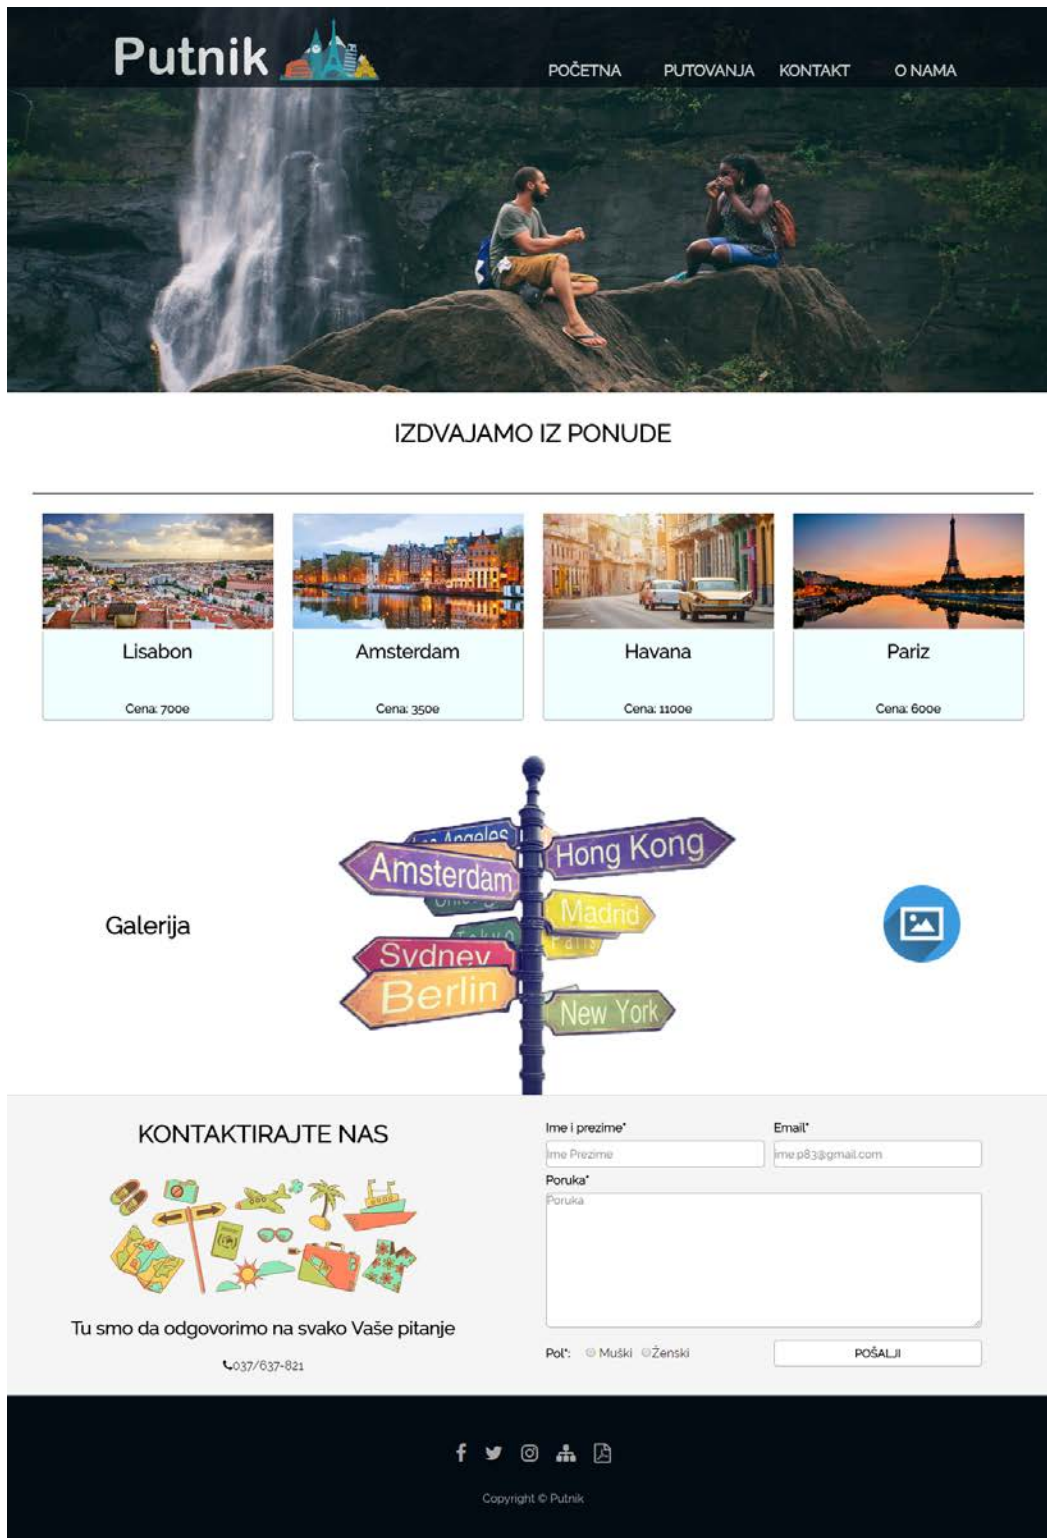 Putnik
POČETNA PUTOVANJA KONTAKT O NAMA
IZDVAJAMO IZ PONUDE
Lisabon
Cena: 700e
Amsterdam
Cena: 350e
Havana
Cena: 1100e
Pariz
Cena: 600e
Galerija
Angeles
Hong Kong
Amsterdam
Madrid
Tokyo
Paris
Sydney
Berlin
New York
KONTAKTIRAJTE NAS
Tu smo da odgovorimo na svako Vaše pitanje
037/637-821
Ime i prezime*
Ime Prezime
Email*
ime.p83@gmail.com
Poruka*
Poruka
Pol*: Muški Ženski
POŠALJI
Copyright © Putnik